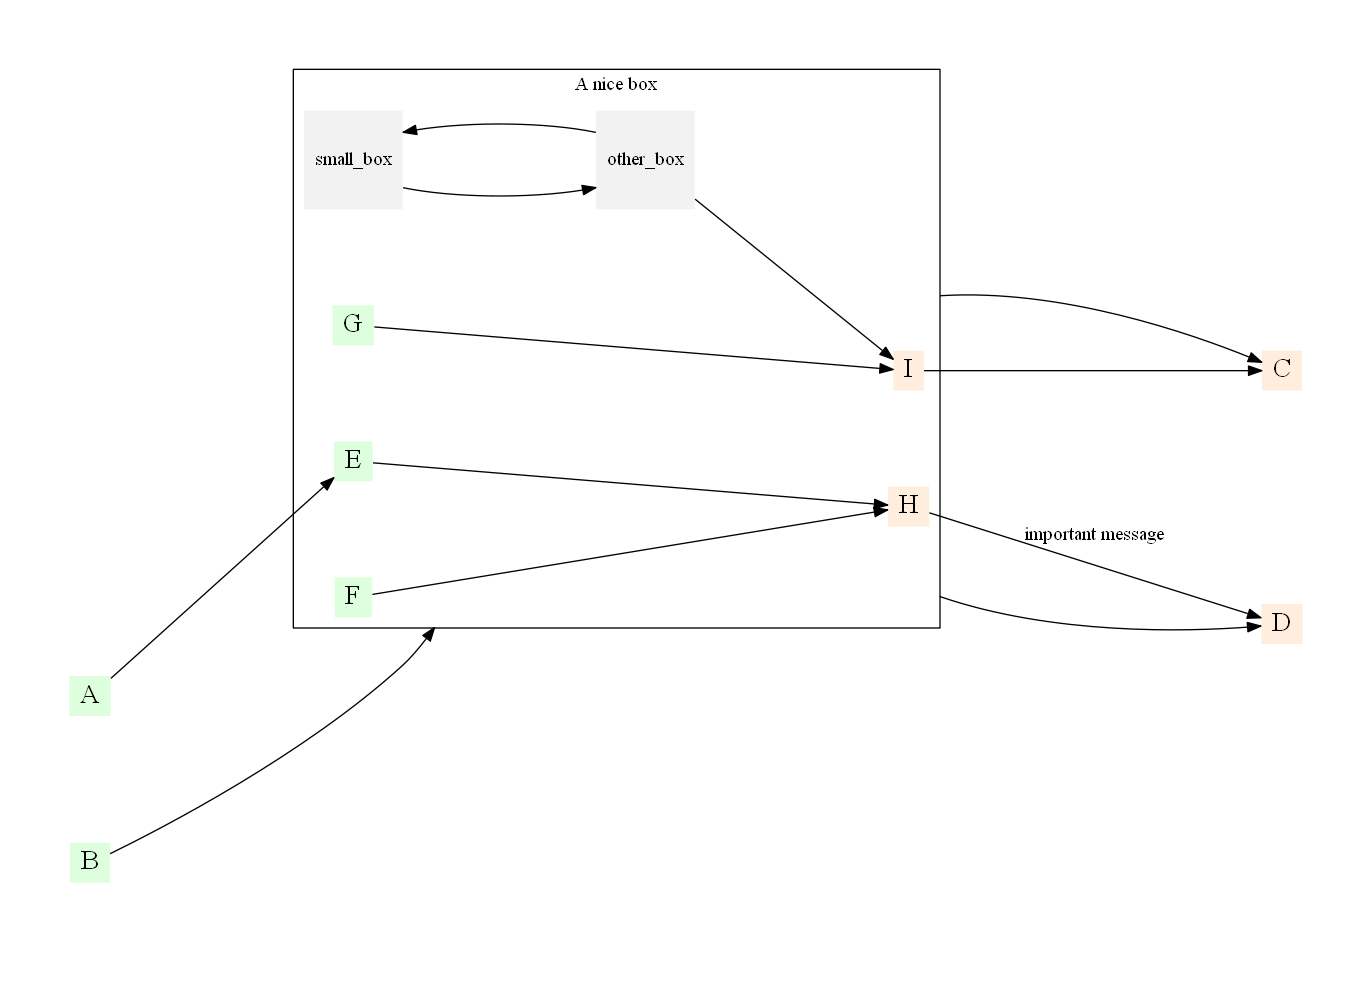 A nice box
small_box
other_box
G
I
C
E
H
important message
F
D
A
B